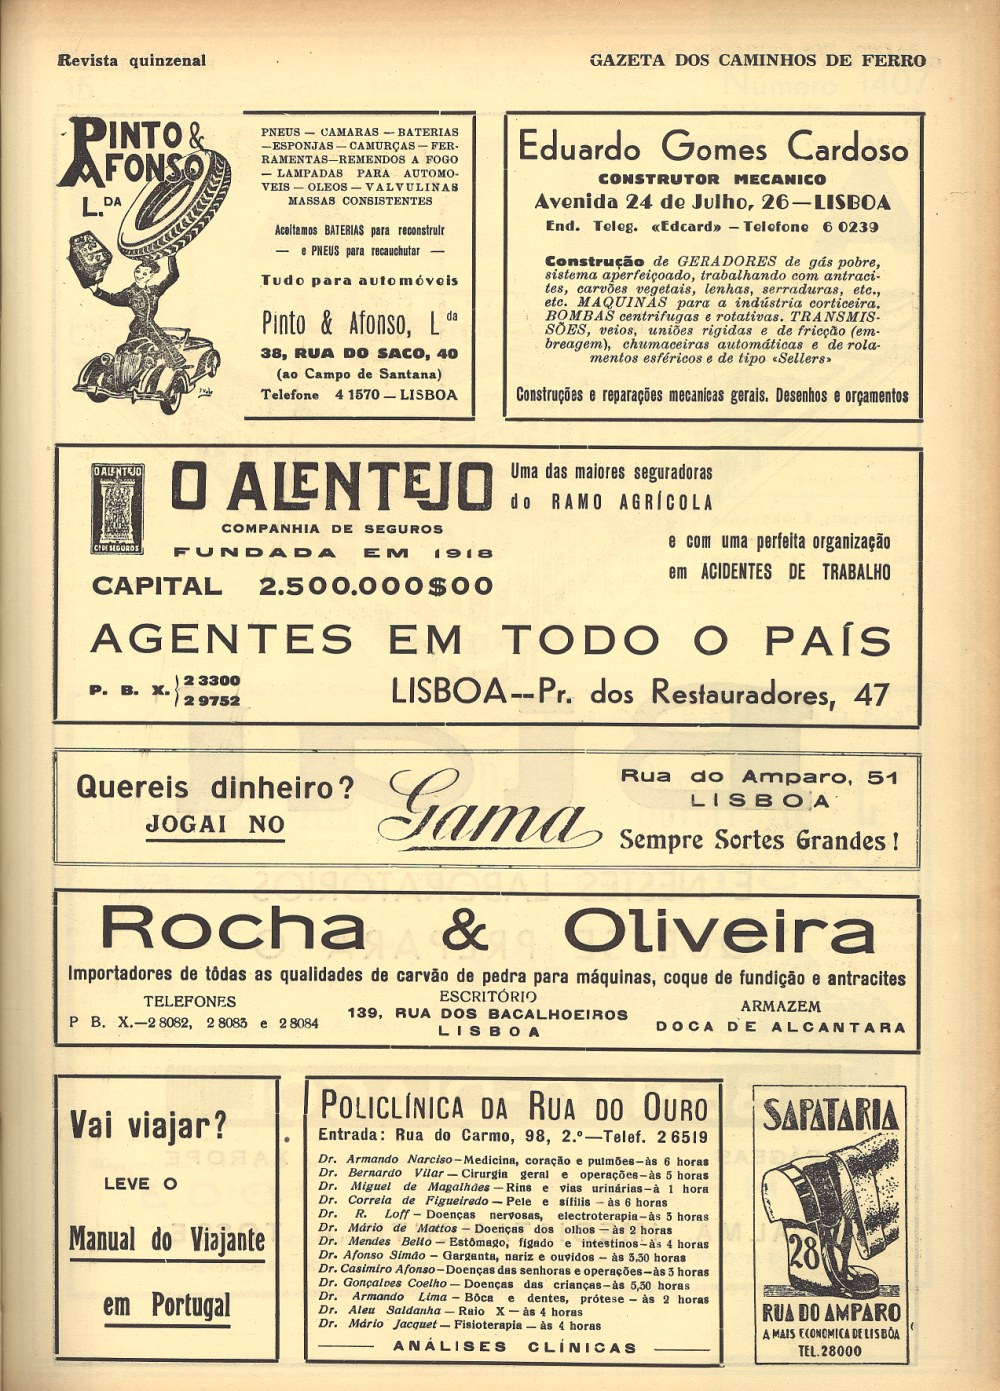 Revista quinzenal
GAZETA DOS CAMINHOS DE FERRO
PINTO &
AFONSO
L.DA
PNEUS — CAMARAS — BATERIAS
— ESPONJAS — CAMURÇAS — FER-
RAMENTAS—REMENDOS A FOGO
— LAMPADAS PARA AUTOMO-
VEIS — OLEOS — VALVULINAS
MASSAS CONSISTENTES
Aceitamos BATERIAS para reconstruir
— e PNEUS para recauchutar —
Tudo para automóveis
Pinto & Afonso, L da
38, RUA DO SACO, 40
(ao Campo de Santana)
Telefone 4 1570 — LISBOA
Eduardo Gomes Cardoso
CONSTRUTOR MECANICO
Avenida 24 de Julho, 26 — LISBOA
End. Teleg. «Edcard» — Telefone 6 0239
Construção de GERADORES de gás pobre,
sistema aperfeiçoado, trabalhando com antraci-
tes, carvões vegetais, lenhas, serraduras, etc.,
etc. MAQUINAS para a indústria corticeira.
BOMBAS centrifugas e rotativas. TRANSMIS-
SÕES, veios, uniões rigidas e de fricção (em-
breagem), chumaceiras automáticas e de rola-
mentos esféricos e de tipo «Sellers»
Construções e reparações mecanicas gerais. Desenhos e orçamentos
O ALENTEJO
Cª DE SEGUROS
O ALENTEJO
COMPANHIA DE SEGUROS
FUNDADA EM 1918
CAPITAL 2.500.000$00
Uma das maiores seguradoras
do RAMO AGRÍCOLA
e com uma perfeita organização
em ACIDENTES DE TRABALHO
AGENTES EM TODO O PAÍS
P. B. X. 2 3300
2 9752
LISBOA--Pr. dos Restauradores, 47
Quereis dinheiro?
JOGAI NO
Gama
Rua do Amparo, 51
LISBOA
Sempre Sortes Grandes!
Rocha & Oliveira
Importadores de tôdas as qualidades de carvão de pedra para máquinas, coque de fundição e antracites
TELEFONES
P B. X.—2 8082, 2 8083 e 2 8084
ESCRITÓRIO
139, RUA DOS BACALHOEIROS
LISBOA
ARMAZEM
DOCA DE ALCANTARA
Vai viajar?
LEVE O
Manual do Viajante
em Portugal
POLICLÍNICA DA RUA DO OURO
Entrada: Rua do Carmo, 98, 2.º—Telef. 2 6519
Dr. Armando Narciso—Medicina, coração e pulmões—às 6 horas
Dr. Bernardo Vilar — Cirurgia geral e operações—às 5 horas
Dr. Miguel de Magalhães — Rins e vias urinárias—à 1 hora
Dr. Correia de Figueiredo — Pele e sífilis — às 6 horas
Dr. R. Loff — Doenças nervosas, electroterapia—às 5 horas
Dr. Mário de Mattos — Doenças dos olhos — às 2 horas
Dr. Mendes Bello — Estômago, fígado e intestinos—às 4 horas
Dr. Afonso Simão — Garganta, nariz e ouvidos — às 3,30 horas
Dr. Casimiro Afonso—Doenças das senhoras e operações—às 3 horas
Dr. Gonçalves Coelho — Doenças das crianças—às 5,30 horas
Dr. Armando Lima — Bôca e dentes, prótese — às 2 horas
Dr. Aleu Saldanha — Raio X — às 4 horas
Dr. Mário Jacquet — Fisioterapia — às 4 horas
ANÁLISES CLÍNICAS
SAPATARIA
28
RUA DO AMPARO
A MAIS ECONOMICA DE LISBÔA
TEL. 28000